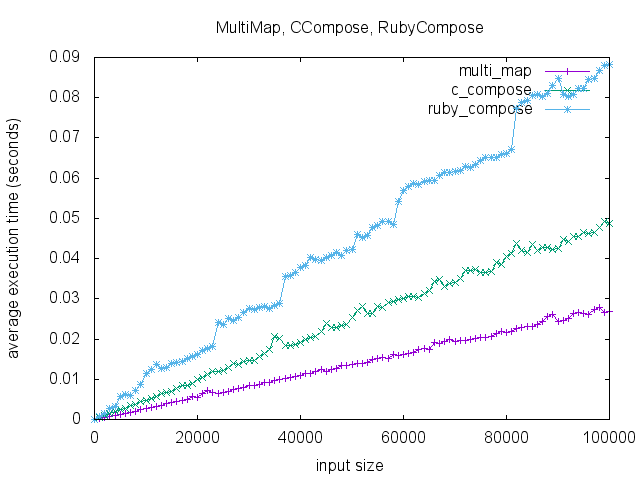 MultiMap, CCompose, RubyCompose
multi_map
c_compose
ruby_compose
average execution time (seconds)
0.09
0.08
0.07
0.06
0.05
0.04
0.03
0.02
0.01
0
0 20000 40000 60000 80000 100000
input size